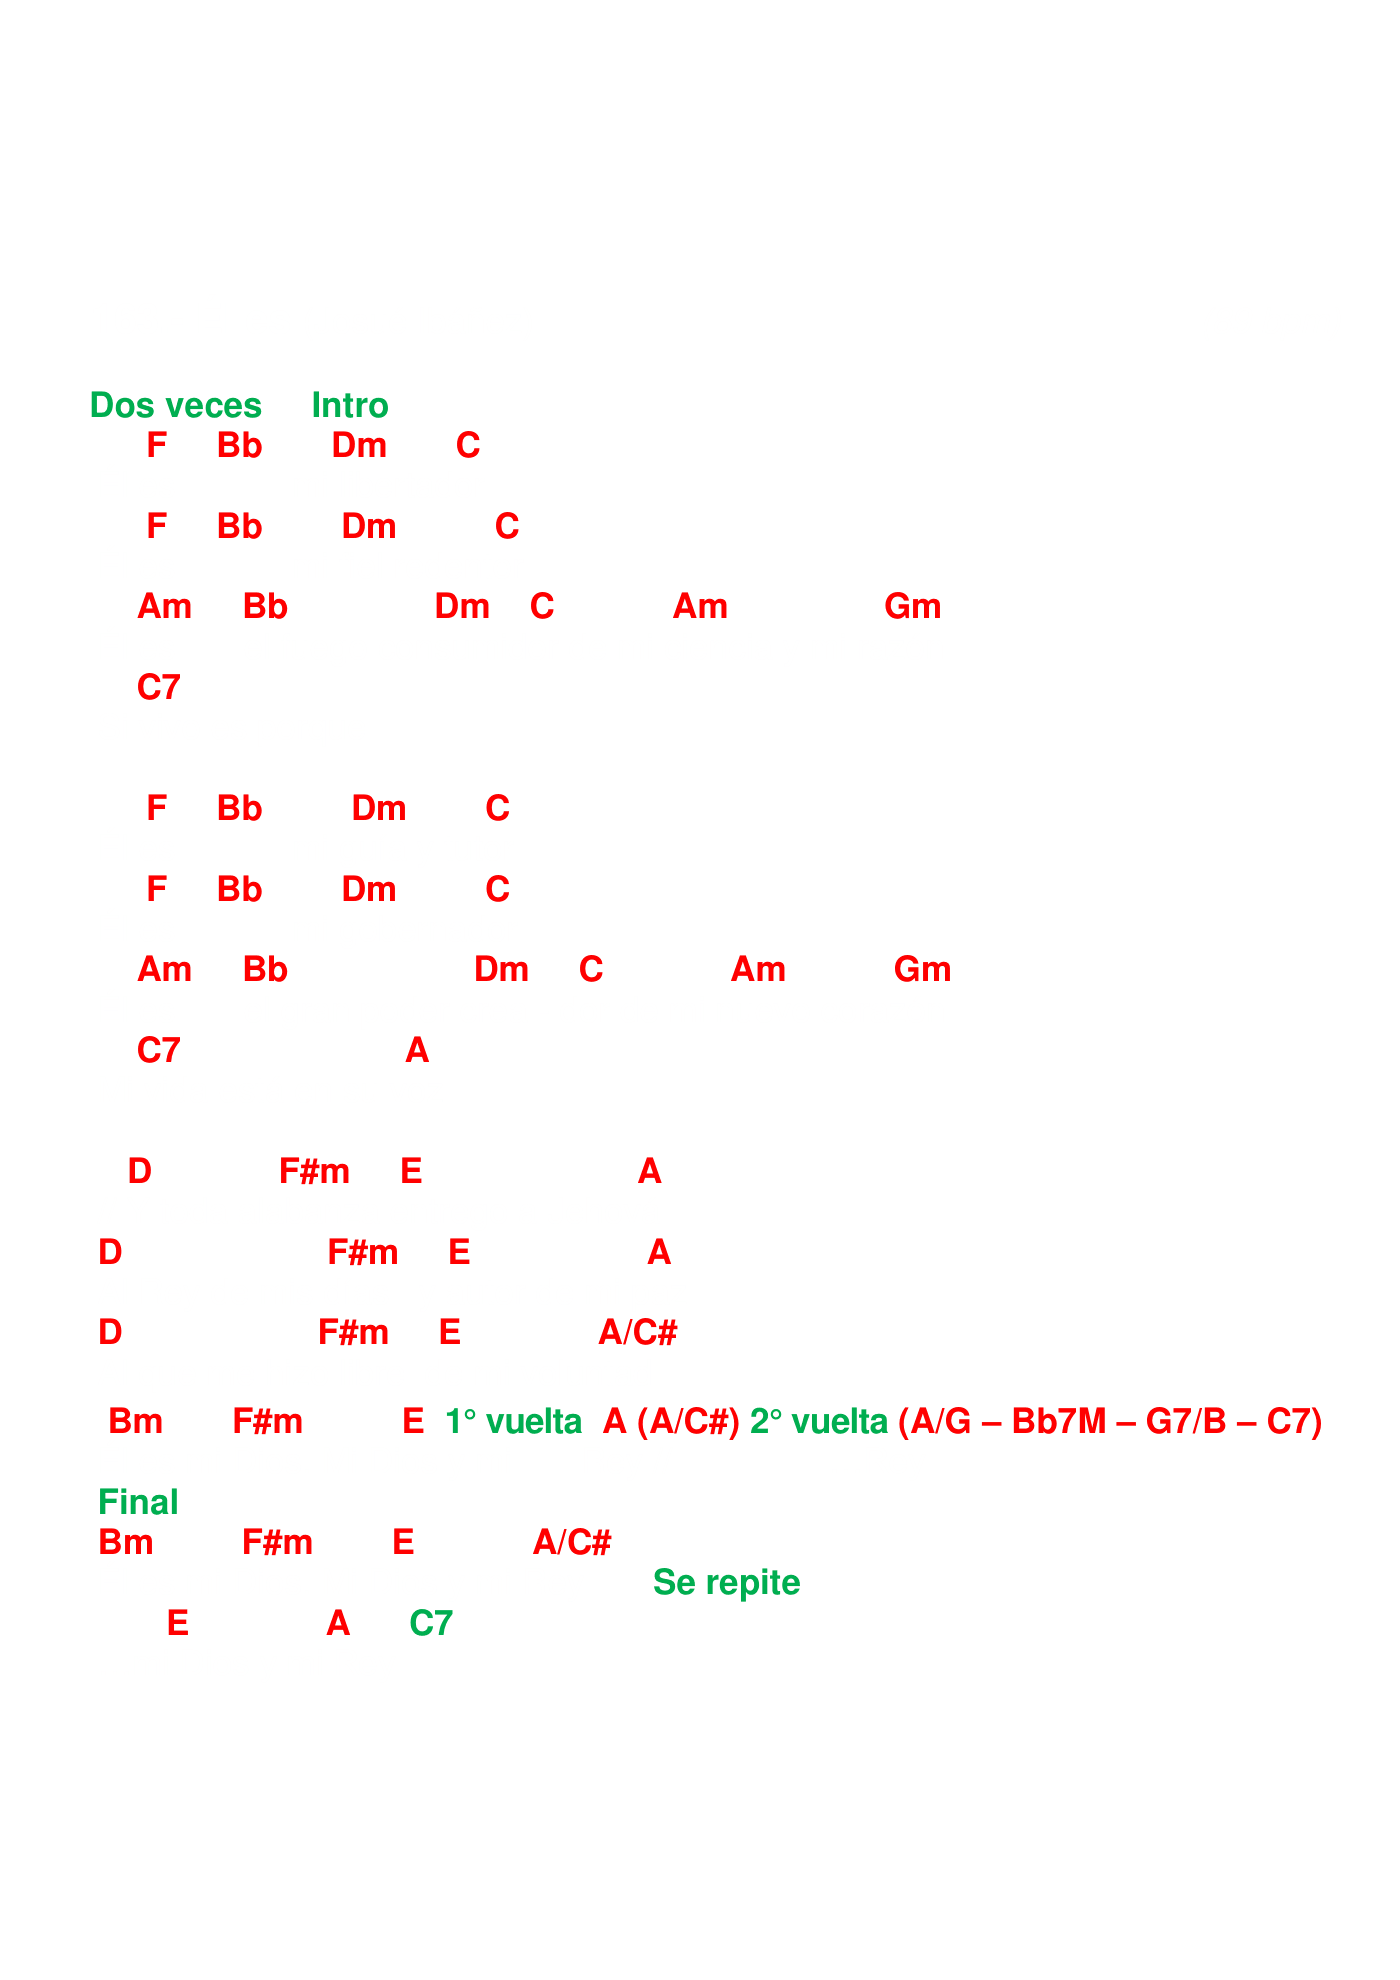 Dos veces Intro
F Bb Dm C
F Bb Dm C
Am Bb Dm C Am Gm
C7
F Bb Dm C
F Bb Dm C
Am Bb Dm C Am Gm
C7 A
D F#m E A
D F#m E A
D F#m E A/C#
Bm F#m E 1° vuelta A (A/C#) 2° vuelta (A/G – Bb7M – G7/B – C7)
Final
Bm F#m E A/C#
Se repite
E A C7